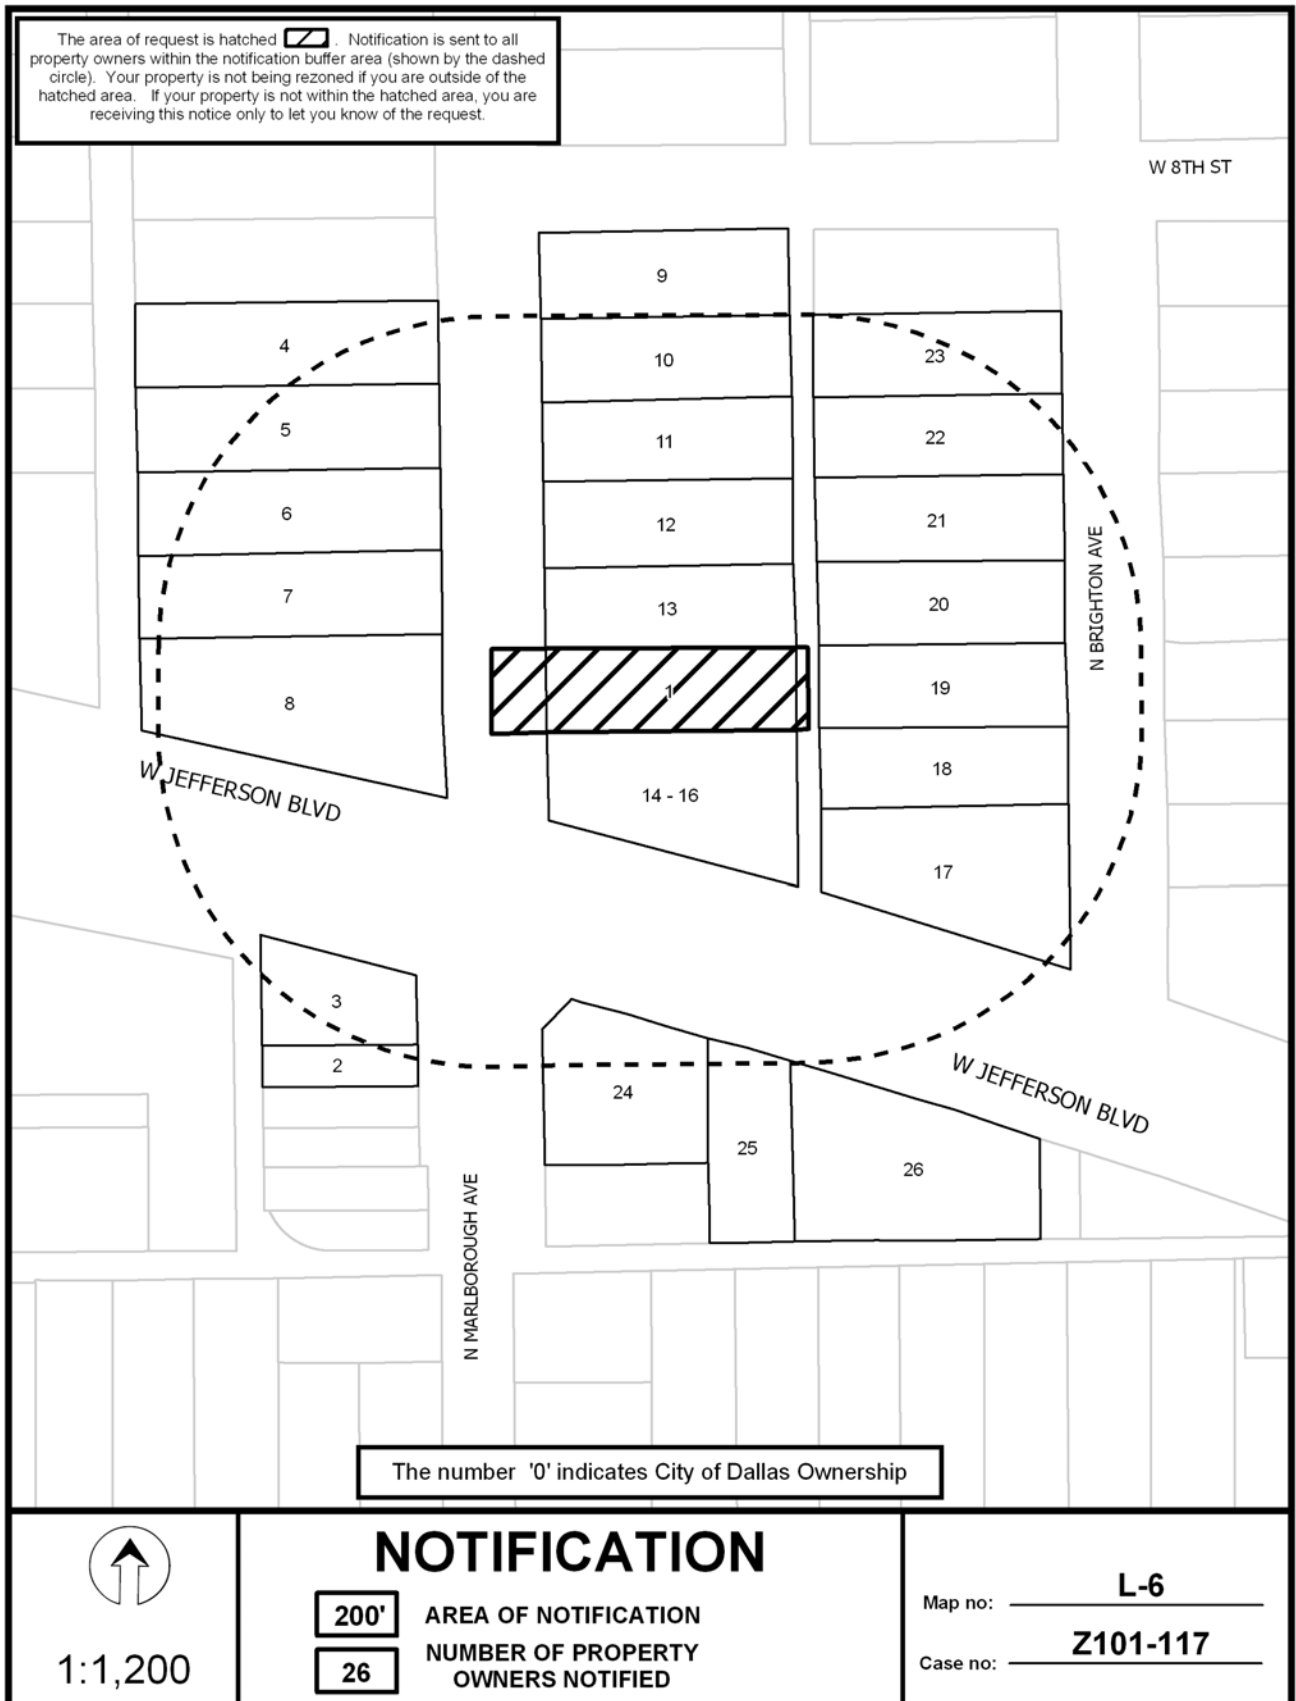 The area of request is hatched . Notification is sent to all
property owners within the notification buffer area (shown by the dashed
circle). Your property is not being rezoned if you are outside of the
hatched area. If your property is not within the hatched area, you are
receiving this notice only to let you know of the request.
W 8TH ST
9
4
10
23
5
11
22
6
12
21
N BRIGHTON AVE
7
13
20
1
19
8
18
W JEFFERSON BLVD
14 - 16
17
3
2
24
W JEFFERSON BLVD
25
26
N MARLBOROUGH AVE
The number '0' indicates City of Dallas Ownership
1:1,200
NOTIFICATION
200' AREA OF NOTIFICATION
26 NUMBER OF PROPERTY
OWNERS NOTIFIED
Map no: L-6
Case no: Z101-117